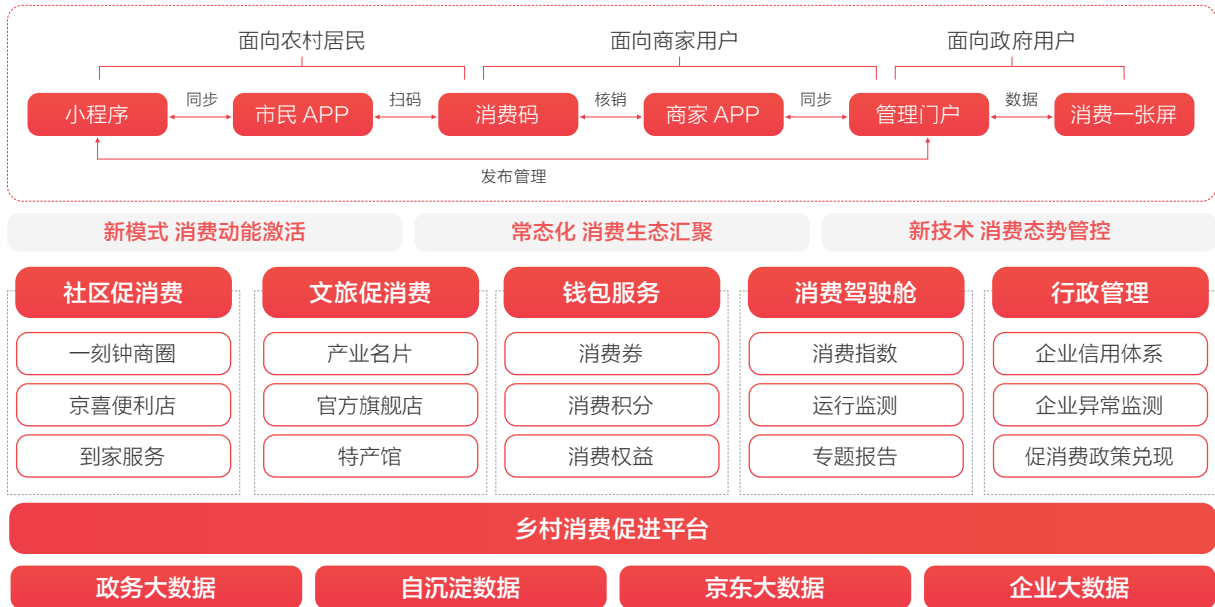 面向农村居民
面向商家用户
面向政府用户
小程序
同步
市民 APP
扫码
消费码
核销
商家 APP
同步
管理门户
数据
消费一张屏
发布管理
新模式 消费动能激活
常态化 消费生态汇聚
新技术 消费态势管控
社区促消费
文旅促消费
钱包服务
消费驾驶舱
行政管理
一刻钟商圈
产业名片
消费券
消费指数
企业信用体系
京喜便利店
官方旗舰店
消费积分
运行监测
企业异常监测
到家服务
特产馆
消费权益
专题报告
促消费政策兑现
乡村消费促进平台
政务大数据
自沉淀数据
京东大数据
企业大数据